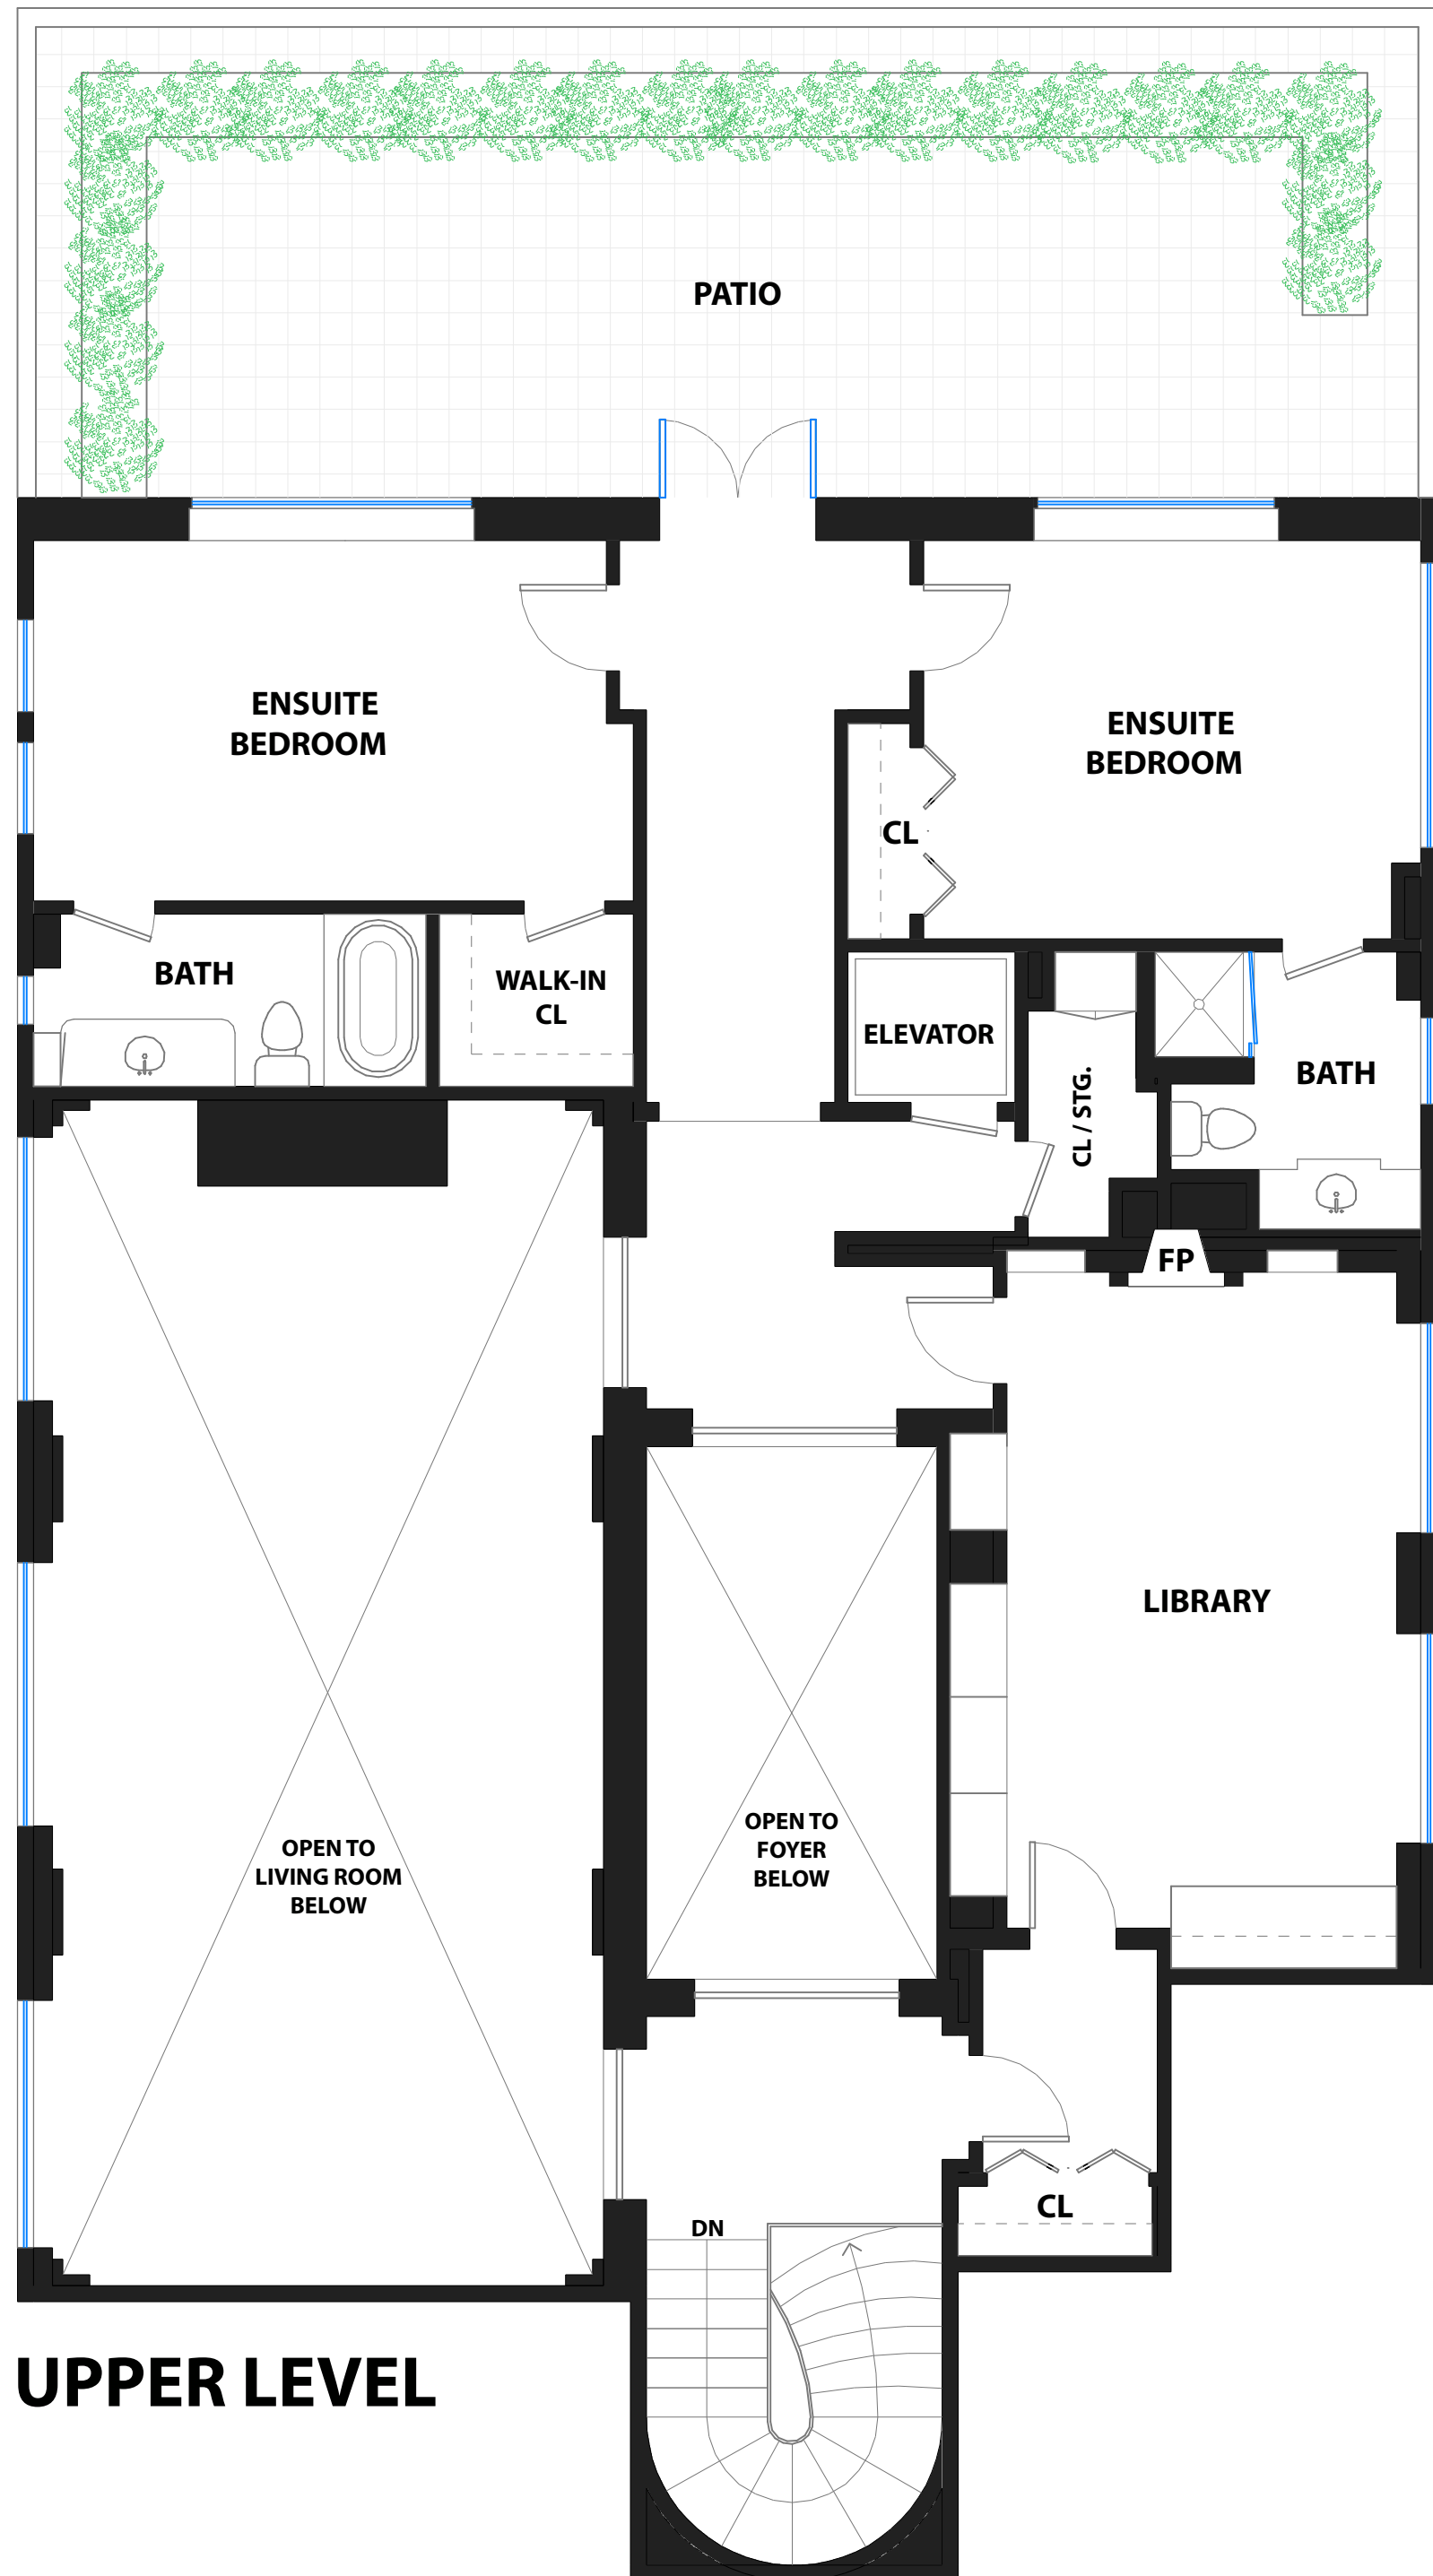 PATIO
ENSUITE
BEDROOM
ENSUITE
BEDROOM
CL
BATH
WALK-IN
CL
ELEVATOR
CL / STG.
BATH
FP
LIBRARY
OPEN TO
LIVING ROOM
BELOW
OPEN TO
FOYER
BELOW
CL
DN
UPPER LEVEL